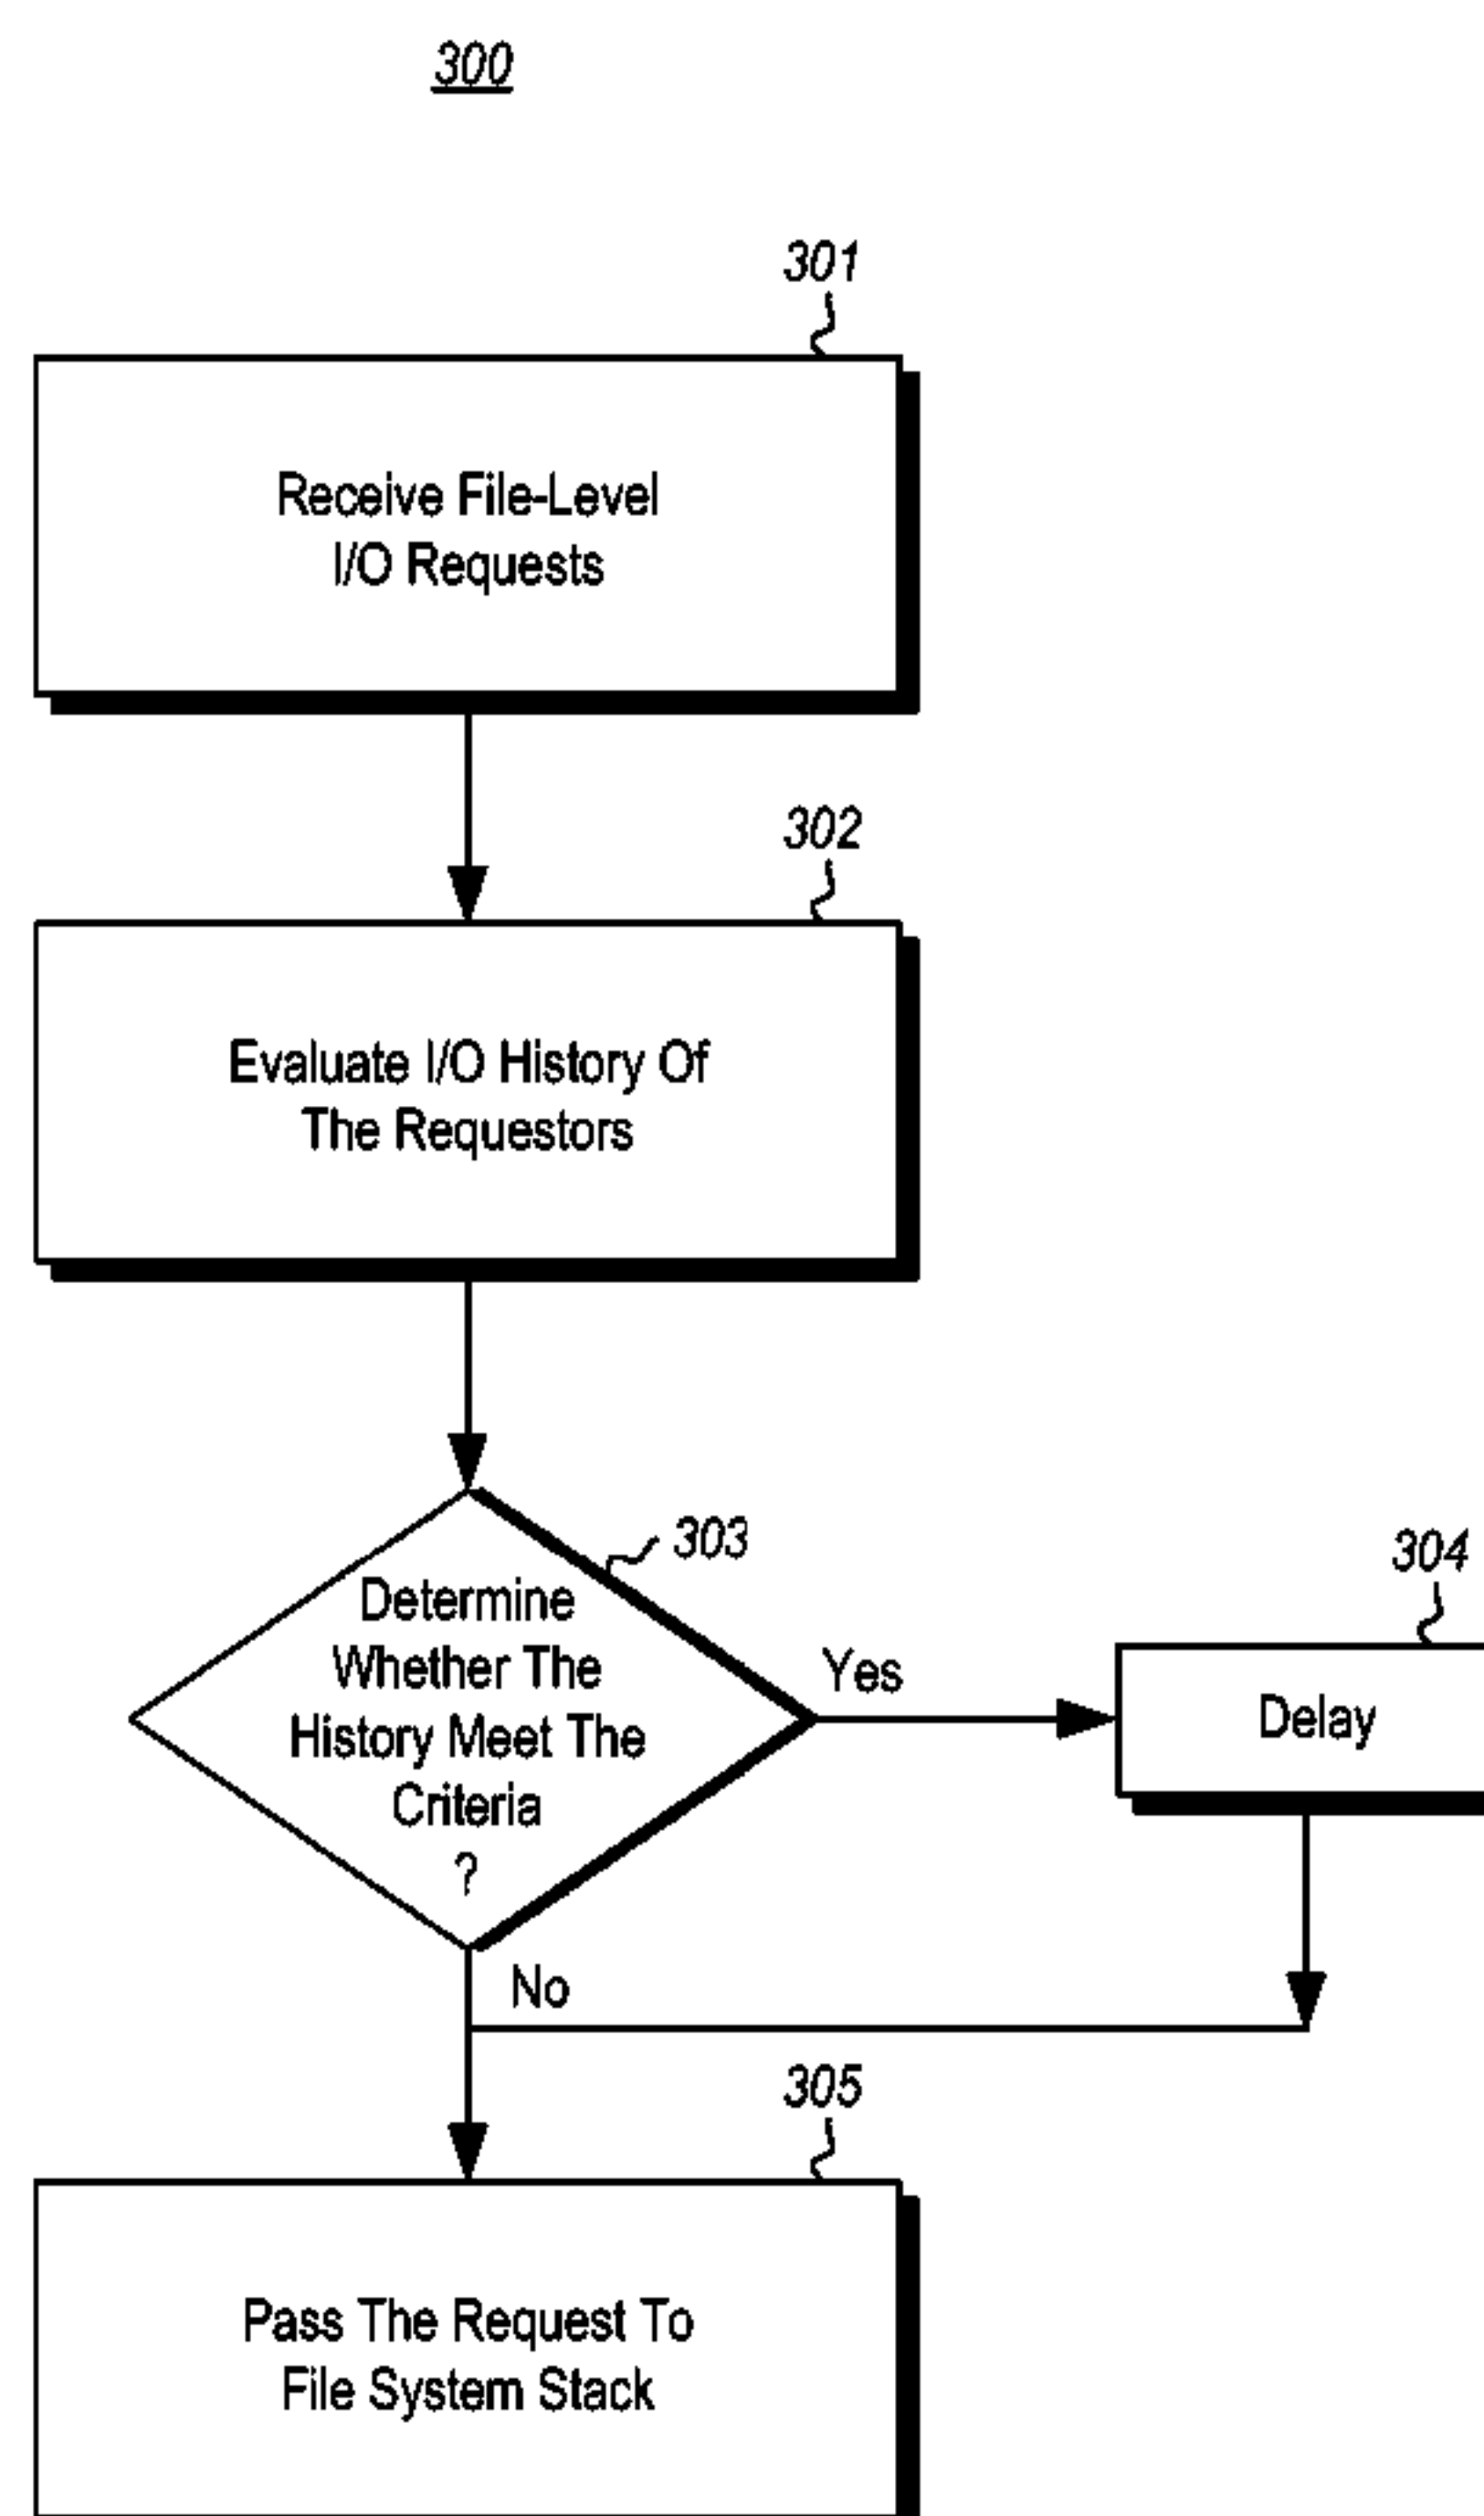 300
301
Receive File-Level
I/O Requests
302
Evaluate I/O History Of
The Requestors
303
Determine
Whether The
History Meet The
Criteria
?
Yes
304
Delay
No
305
Pass The Request To
File System Stack